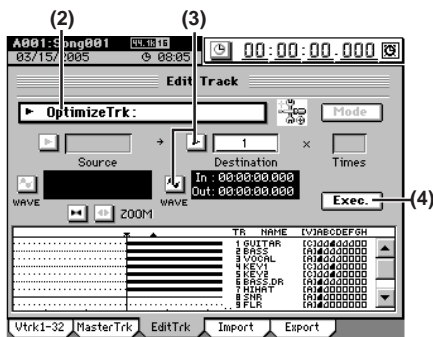 (2) (3)
A001:Song001 44.1K 16 00:00:00.000
03/15/2005 08:05
Edit Track
OptimizeTrk: Mode
1 ×
Source Destination Times
In : 00:00:00.000
Out: 00:00:00.000
WAVE WAVE Exec. (4)
ZOOM
TR NAME [V]ABCDEFGH
1 GUITAR
2 BASS
3 VOCAL
4 KEY1
5 KEY2
6 BASS.DR
7 HIHAT
8 SNR
9 FLR
Vtrk1-32 MasterTrk EditTrk Import Export